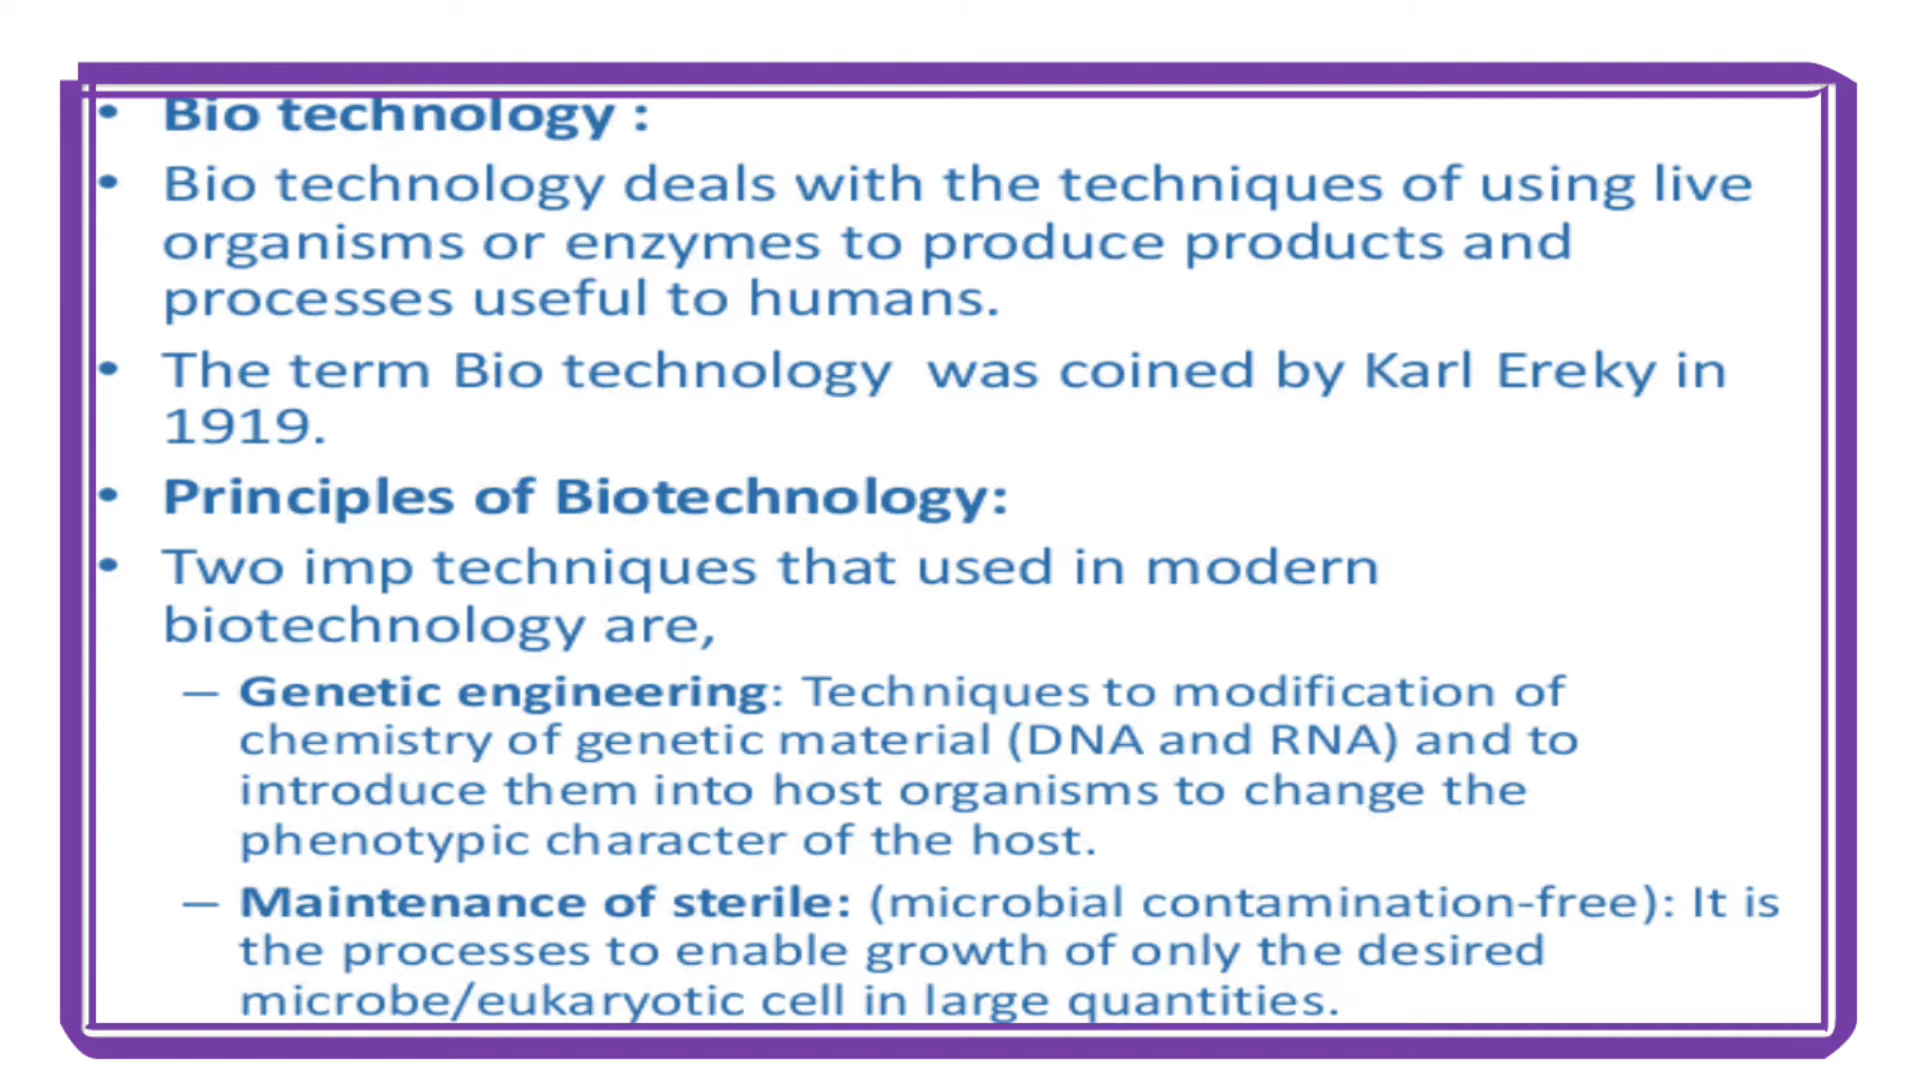 • Bio technology :
• Bio technology deals with the techniques of using live
organisms or enzymes to produce products and
processes useful to humans.
• The term Bio technology  was coined by Karl Ereky in
1919.
• Principles of Biotechnology:
• Two imp techniques that used in modern
biotechnology are,
– Genetic engineering: Techniques to modification of
chemistry of genetic material (DNA and RNA) and to
introduce them into host organisms to change the
phenotypic character of the host.
– Maintenance of sterile: (microbial contamination-free): It is
the processes to enable growth of only the desired
microbe/eukaryotic cell in large quantities.